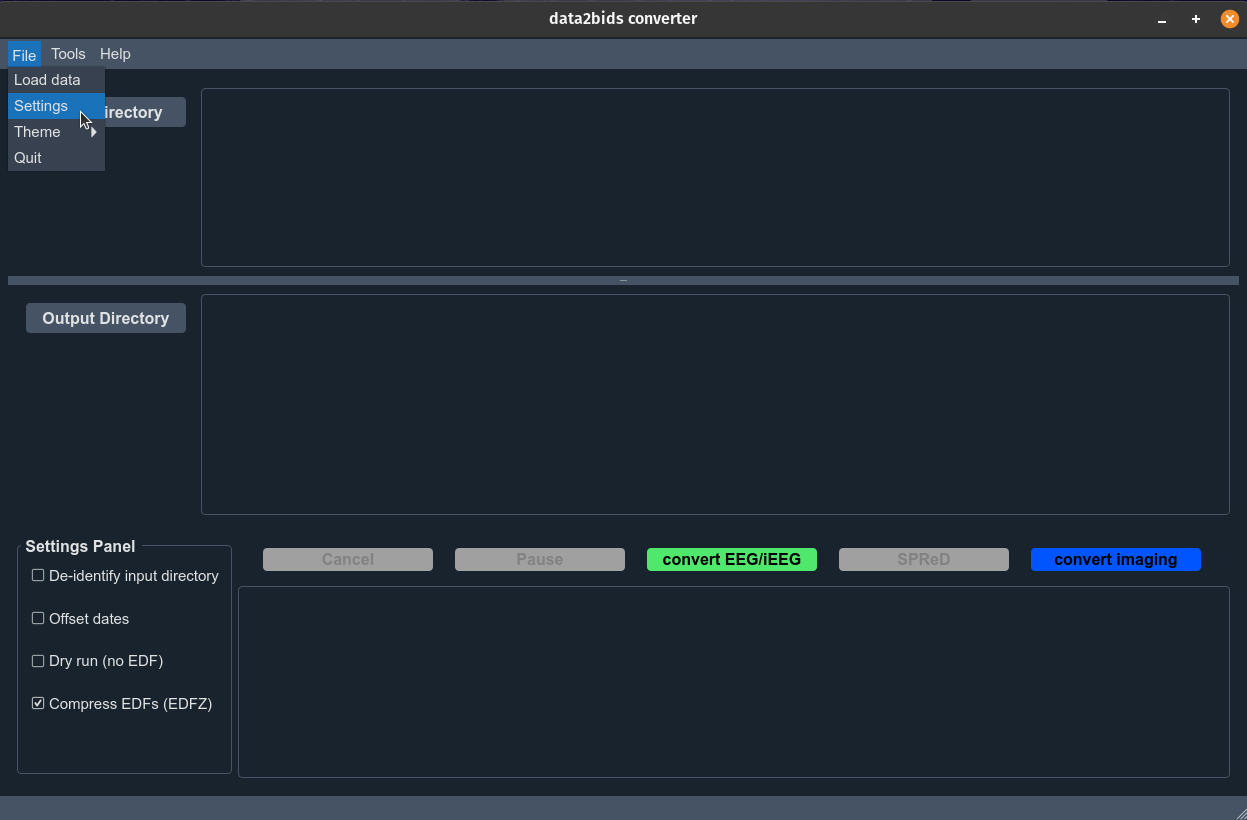 data2bids converter
File Tools Help
Load data
Settings
Theme
Quit
irectory
Output Directory
Settings Panel
De-identify input directory
Offset dates
Dry run (no EDF)
Compress EDFs (EDFZ)
Cancel Pause convert EEG/iEEG SPReD convert imaging